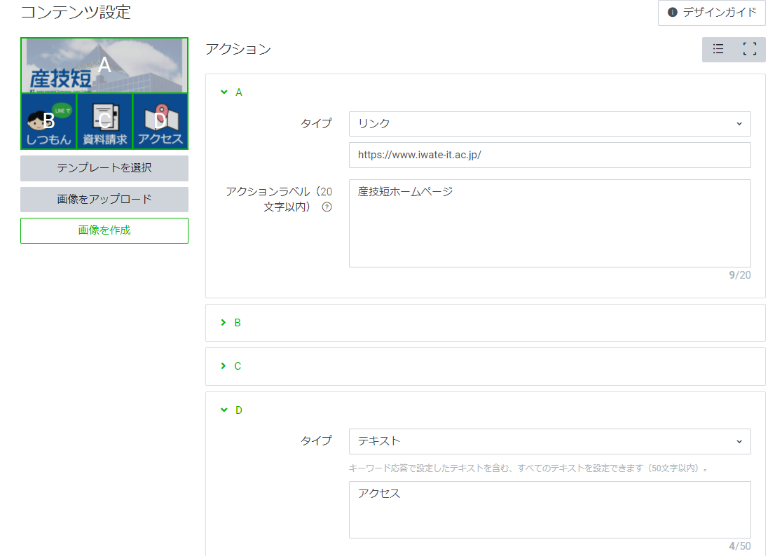 コンテンツ設定
デザインガイド
A
産技短
LINEで
B
しつもん
C
資料請求
D
アクセス
テンプレートを選択
画像をアップロード
画像を作成
アクション
A
タイプ
リンク
https://www.iwate-it.ac.jp/
アクションラベル（20
文字以内）
産技短ホームページ
9/20
B
C
D
タイプ
テキスト
キーワード応答で設定したテキストを含む、すべてのテキストを設定できます（50文字以内）。
アクセス
4/50